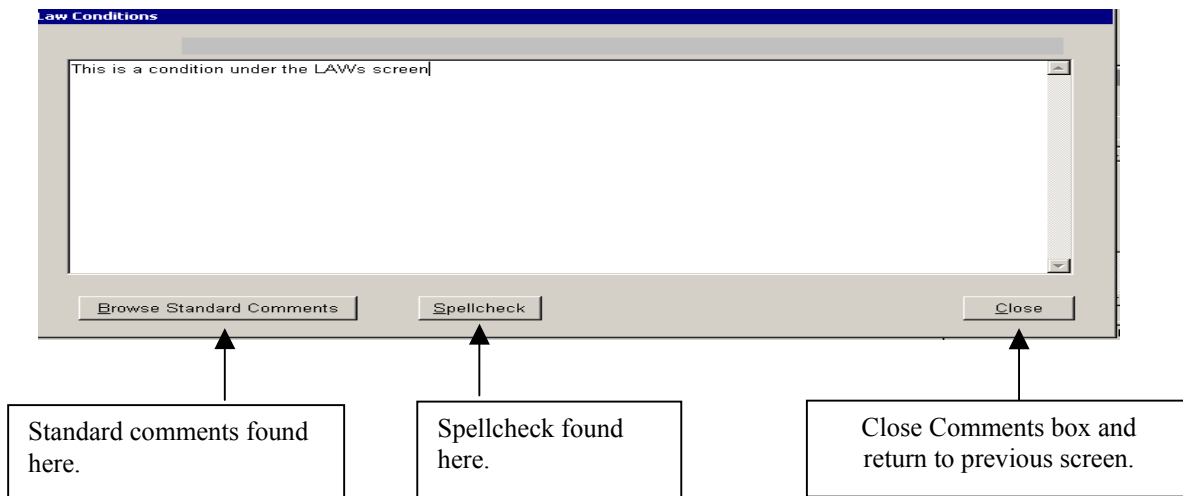 Law Conditions
This is a condition under the LAWs screen
Browse Standard Comments Spellcheck Close
Standard comments found
here.
Spellcheck found
here.
Close Comments box and
return to previous screen.